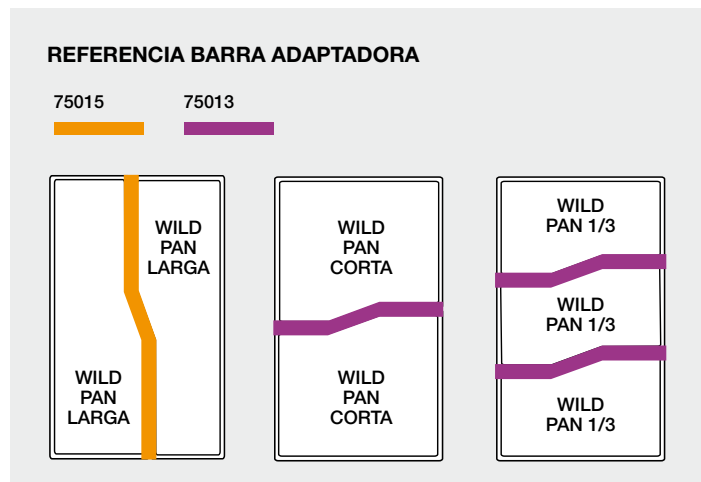 REFERENCIA BARRA ADAPTADORA
75015
75013
WILD
PAN
LARGA
WILD
PAN
LARGA
WILD
PAN
CORTA
WILD
PAN
CORTA
WILD
PAN 1/3
WILD
PAN 1/3
WILD
PAN 1/3